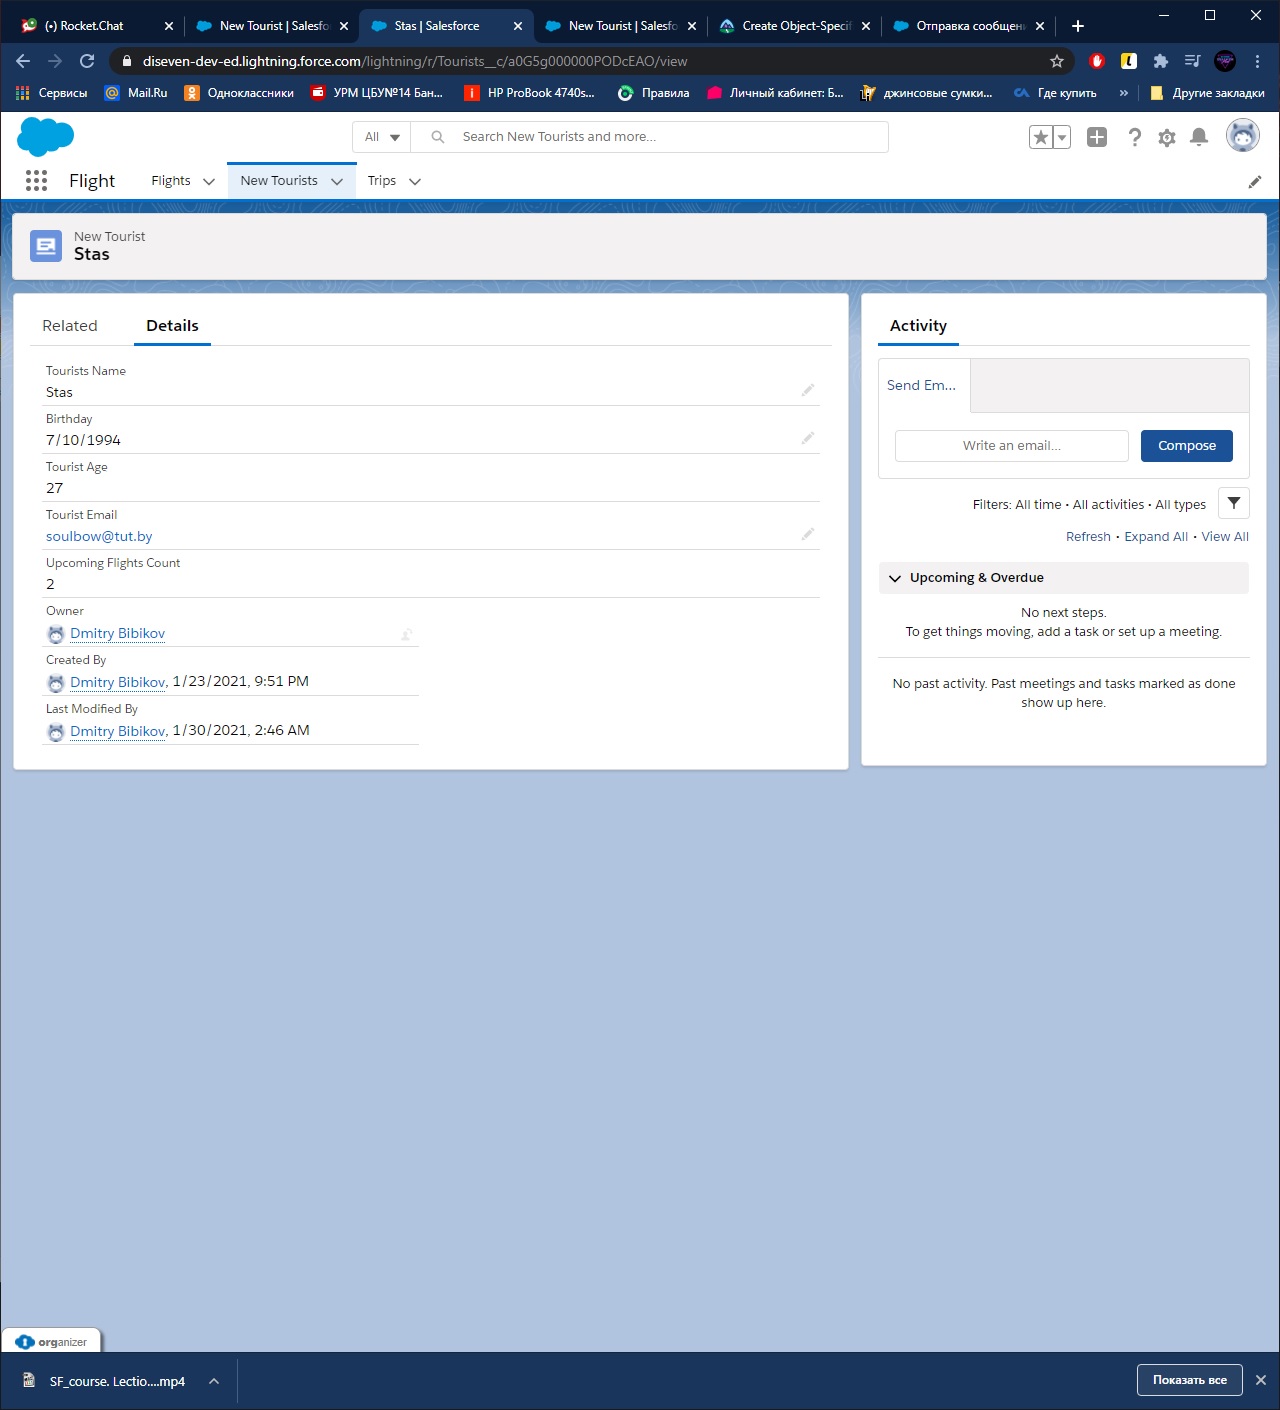 (•) Rocket.Chat
New Tourist | Salesfo
Stas | Salesforce
New Tourist | Salesfo
Create Object-Specif
Отправка сообщен
diseven-dev-ed.lightning.force.com/lightning/r/Tourists__c/a0G5g000000PODcEAO/view
Сервисы
Mail.Ru
Одноклассники
УРМ ЦБУ№14 Бан...
HP ProBook 4740s...
Правила
Личный кабинет: Б...
джинсовые сумки...
Где купить
»
Другие закладки
All
Search New Tourists and more...
Flight
Flights
New Tourists
Trips
New Tourist
Stas
Related
Details
Tourists Name
Stas
Birthday
7/10/1994
Tourist Age
27
Tourist Email
soulbow@tut.by
Upcoming Flights Count
2
Owner
Dmitry Bibikov
Created By
Dmitry Bibikov, 1/23/2021, 9:51 PM
Last Modified By
Dmitry Bibikov, 1/30/2021, 2:46 AM
Activity
Send Em...
Write an email...
Compose
Filters: All time • All activities • All types
Refresh • Expand All • View All
Upcoming & Overdue
No next steps.
To get things moving, add a task or set up a meeting.
No past activity. Past meetings and tasks marked as done
show up here.
organizer
SF_course. Lectio....mp4
Показать все